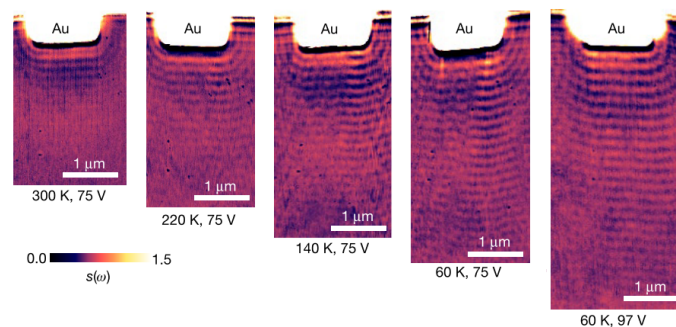 Au
Au
Au
Au
Au
1 μm
300 K, 75 V
1 μm
220 K, 75 V
1 μm
140 K, 75 V
1 μm
60 K, 75 V
1 μm
60 K, 97 V
0.0 1.5
s(ω)